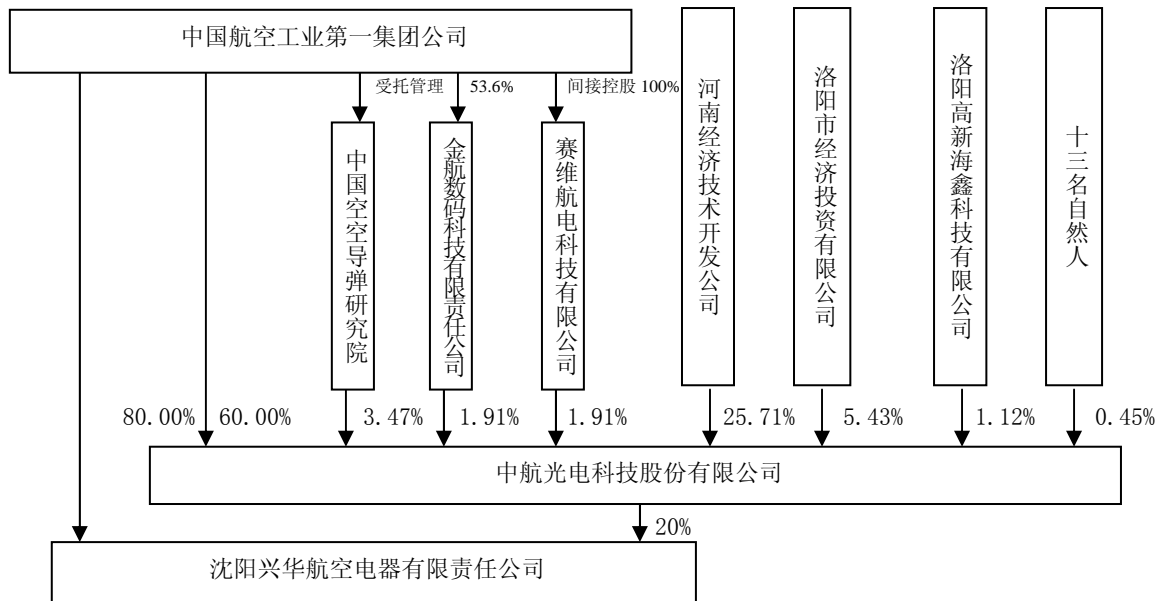 中国航空工业第一集团公司
受托管理
53.6%
间接控股 100%
中国空空导弹研究院
金航数码科技有限责任公司
赛维航电科技有限公司
河南经济技术开发公司
洛阳市经济投资有限公司
洛阳高新海鑫科技有限公司
十三名自然人
80.00%
60.00%
3.47%
1.91%
1.91%
25.71%
5.43%
1.12%
0.45%
中航光电科技股份有限公司
20%
沈阳兴华航空电器有限责任公司